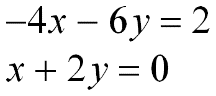 −4x − 6y = 2
x + 2y = 0